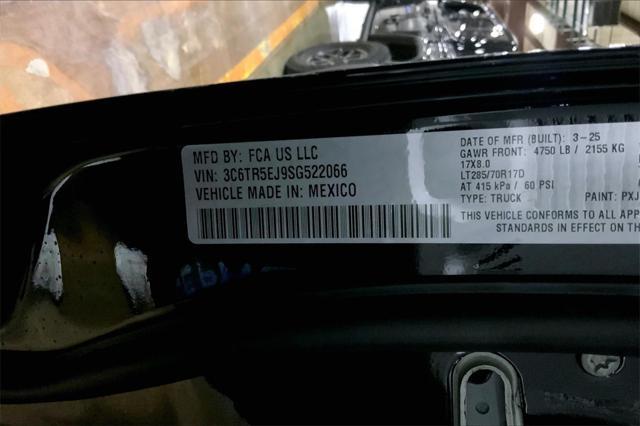 MFD BY: FCA US LLC
VIN: 3C6TR5EJ9SG522066
VEHICLE MADE IN: MEXICO
DATE OF MFR (BUILT): 3-25
GAWR FRONT: 4750 LB / 2155 KG
17X8.0
LT285/70R17D
AT 415 kPa / 60 PSI
TYPE: TRUCK PAINT: PXJ
THIS VEHICLE CONFORMS TO ALL APP
STANDARDS IN EFFECT ON TH